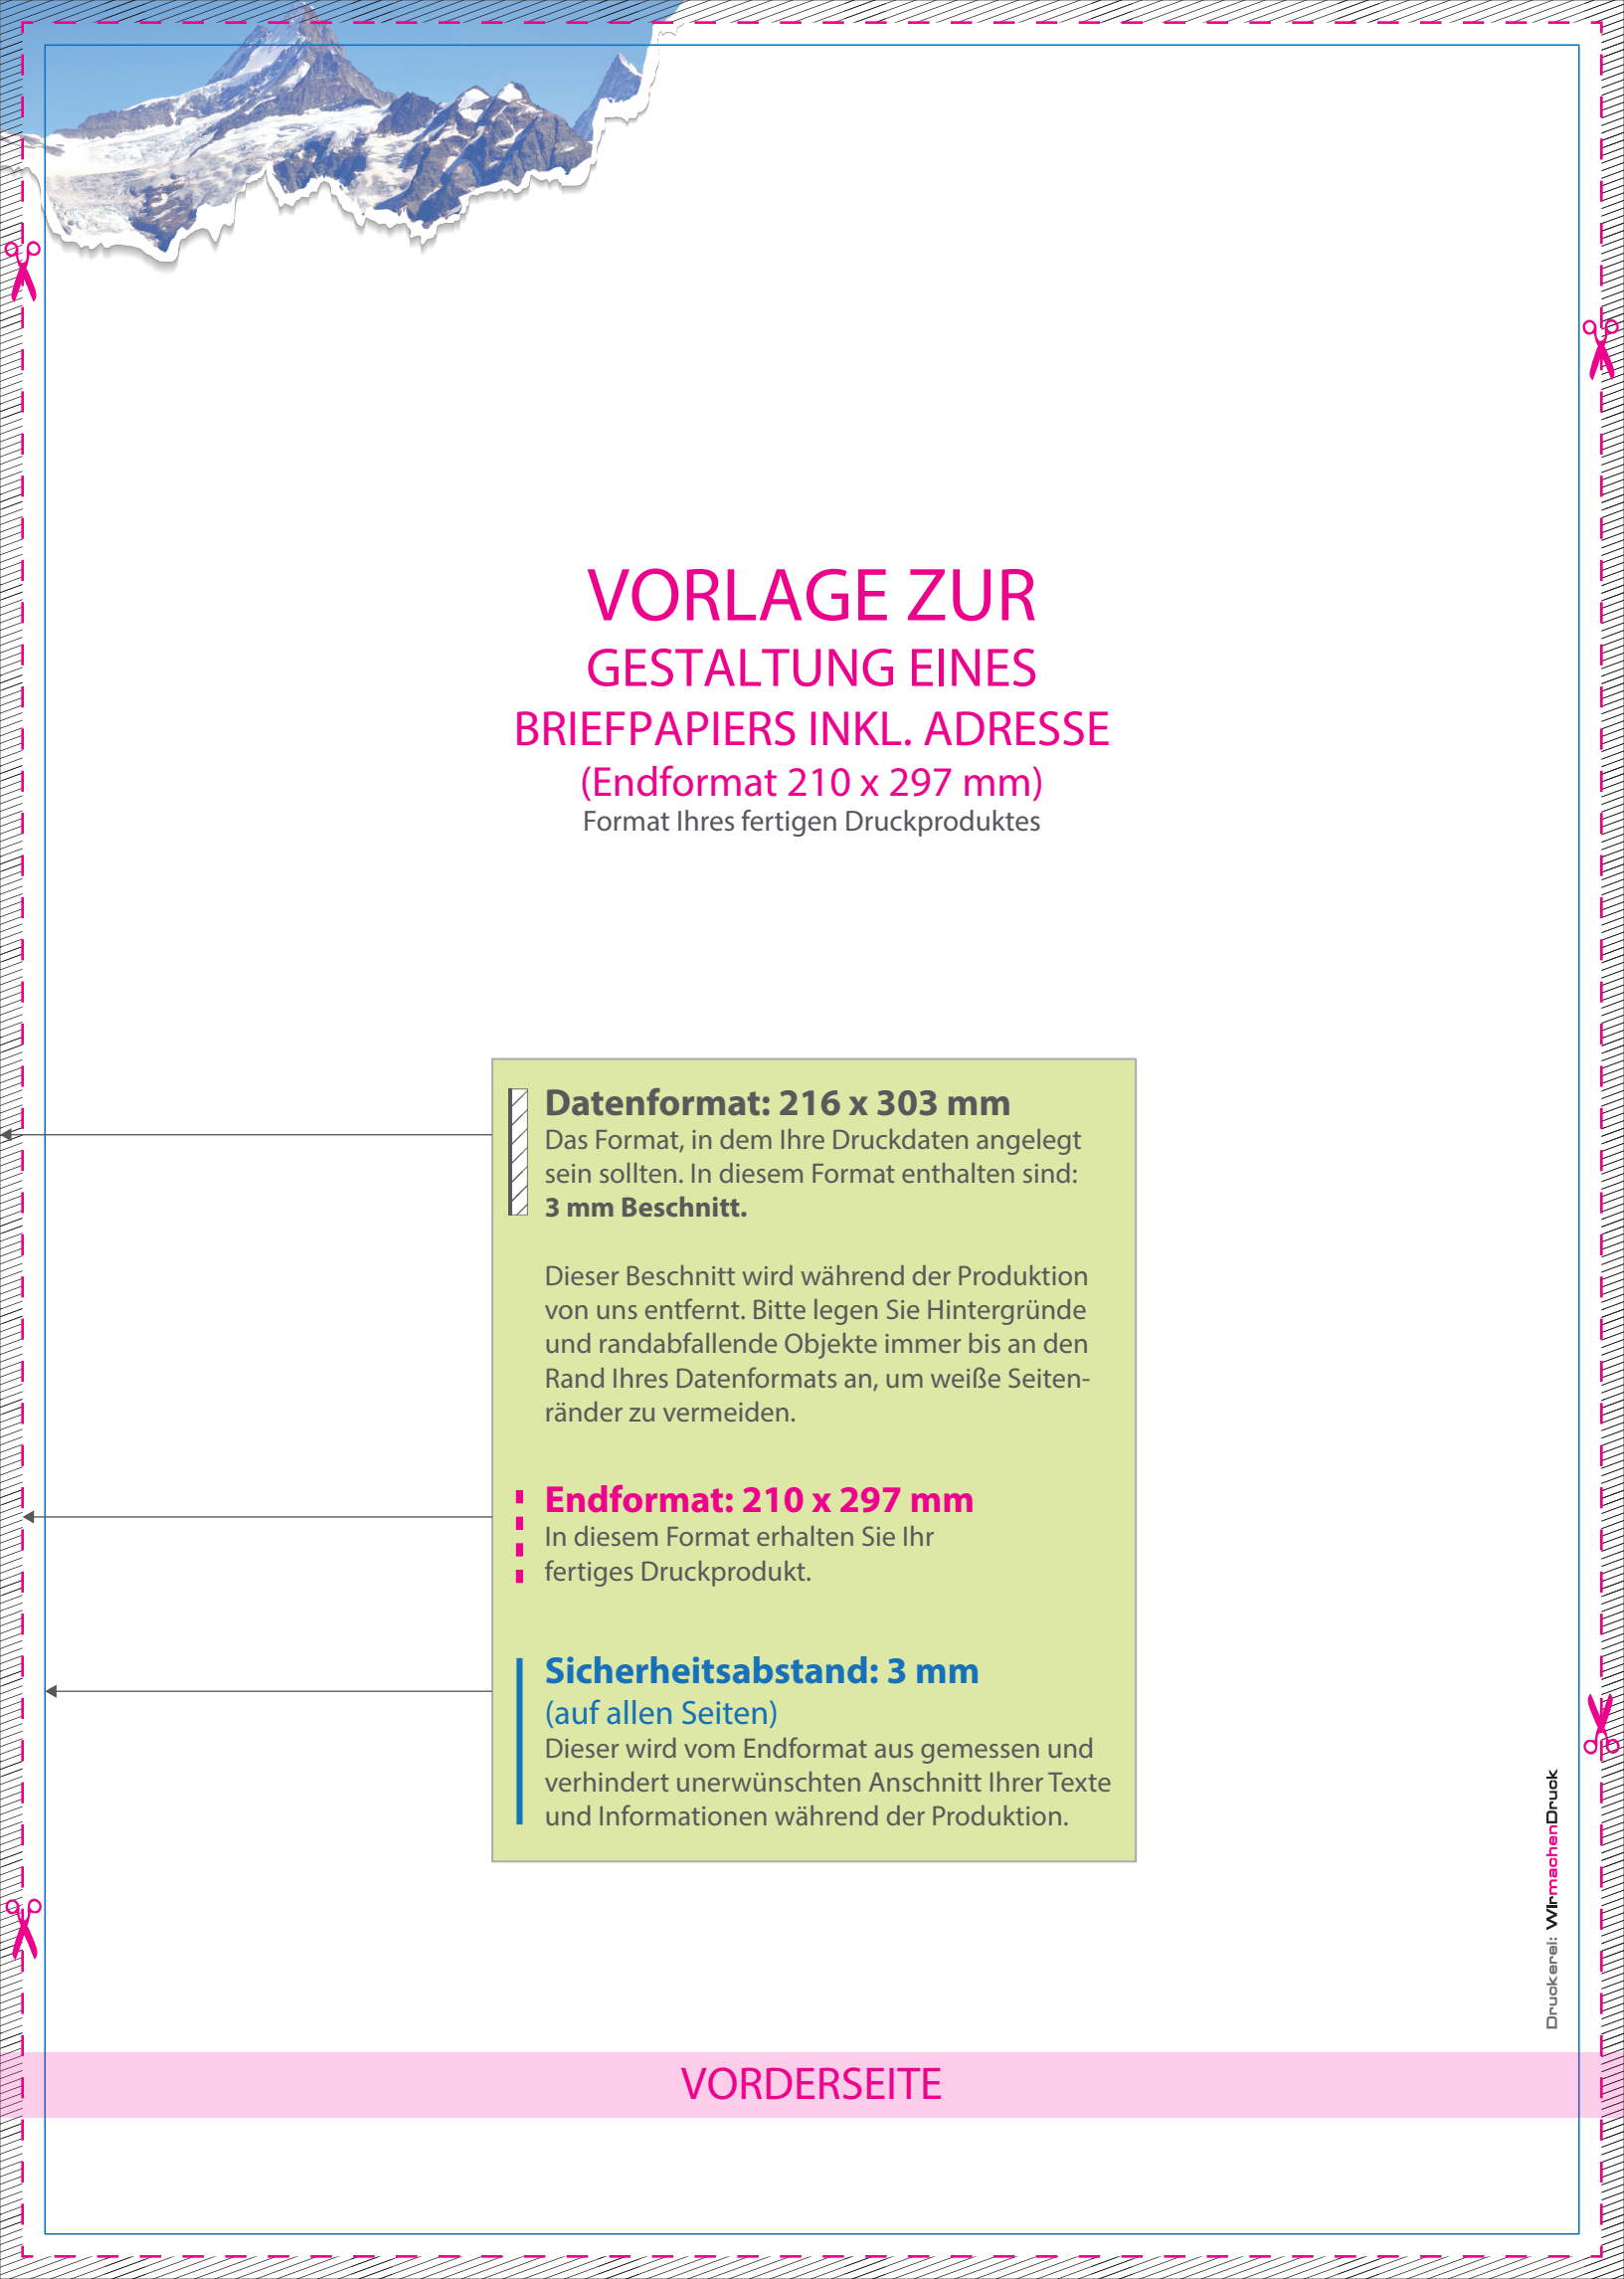 VORLAGE ZUR
GESTALTUNG EINES
BRIEFPAPIERS INKL. ADRESSE
(Endformat 210 x 297 mm)
Format Ihres fertigen Druckproduktes
Datenformat: 216 x 303 mm
Das Format, in dem Ihre Druckdaten angelegt
sein sollten. In diesem Format enthalten sind:
3 mm Beschnitt.
Dieser Beschnitt wird während der Produktion
von uns entfernt. Bitte legen Sie Hintergründe
und randabfallende Objekte immer bis an den
Rand Ihres Datenformats an, um weiße Seiten-
ränder zu vermeiden.
Endformat: 210 x 297 mm
In diesem Format erhalten Sie Ihr
fertiges Druckprodukt.
Sicherheitsabstand: 3 mm
(auf allen Seiten)
Dieser wird vom Endformat aus gemessen und
verhindert unerwünschten Anschnitt Ihrer Texte
und Informationen während der Produktion.
Druckerei: WIrmachenDruck
VORDERSEITE